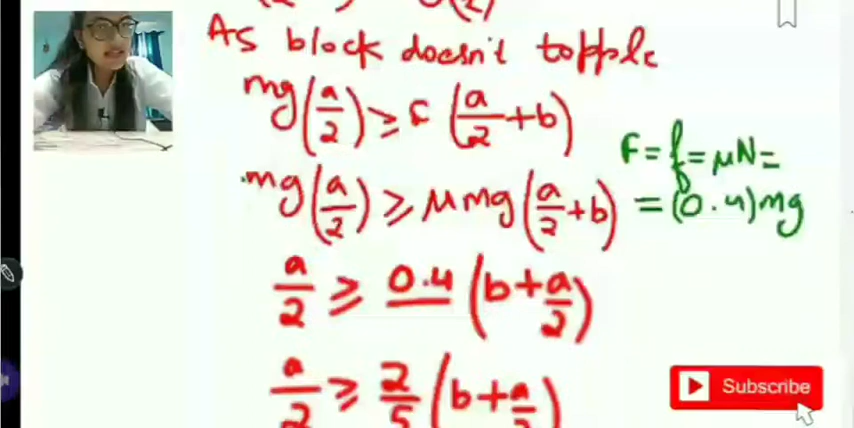 As block doesn't topple
mg(a/2) ≥ F (a/2 + b)
F = f = μN =
mg(a/2) ≥ μmg(a/2 + b)
= (0.4)mg
a/2 ≥ 0.4 (b + a/2)
a/2 ≥ 2/5 (b + a/2)
Subscribe